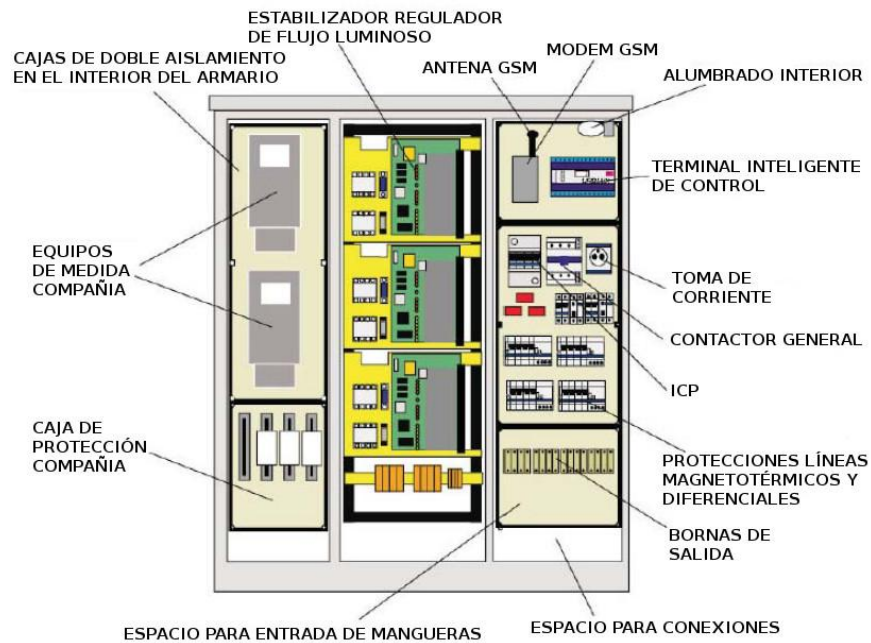 ESTABILIZADOR REGULADOR
DE FLUJO LUMINOSO
MODEM GSM
ANTENA GSM
CAJAS DE DOBLE AISLAMIENTO
EN EL INTERIOR DEL ARMARIO
ALUMBRADO INTERIOR
TERMINAL INTELIGENTE
DE CONTROL
EQUIPOS
DE MEDIDA
COMPAÑIA
TOMA DE
CORRIENTE
CONTACTOR GENERAL
ICP
CAJA DE
PROTECCIÓN
COMPAÑIA
PROTECCIONES LÍNEAS
MAGNETOTÉRMICOS Y
DIFERENCIALES
BORNAS DE
SALIDA
ESPACIO PARA ENTRADA DE MANGUERAS
ESPACIO PARA CONEXIONES